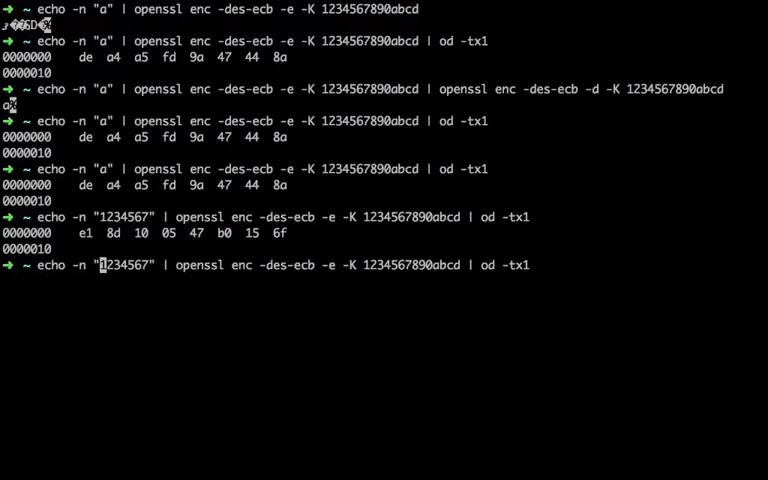 ➜ ~ echo -n "a" | openssl enc -des-ecb -e -K 1234567890abcd
SD
➜ ~ echo -n "a" | openssl enc -des-ecb -e -K 1234567890abcd | od -tx1
0000000 de a4 a5 fd 9a 47 44 8a
0000010
➜ ~ echo -n "a" | openssl enc -des-ecb -e -K 1234567890abcd | openssl enc -des-ecb -d -K 1234567890abcd
a%
➜ ~ echo -n "a" | openssl enc -des-ecb -e -K 1234567890abcd | od -tx1
0000000 de a4 a5 fd 9a 47 44 8a
0000010
➜ ~ echo -n "a" | openssl enc -des-ecb -e -K 1234567890abcd | od -tx1
0000000 de a4 a5 fd 9a 47 44 8a
0000010
➜ ~ echo -n "1234567" | openssl enc -des-ecb -e -K 1234567890abcd | od -tx1
0000000 e1 8d 10 05 47 b0 15 6f
0000010
➜ ~ echo -n "1234567" | openssl enc -des-ecb -e -K 1234567890abcd | od -tx1